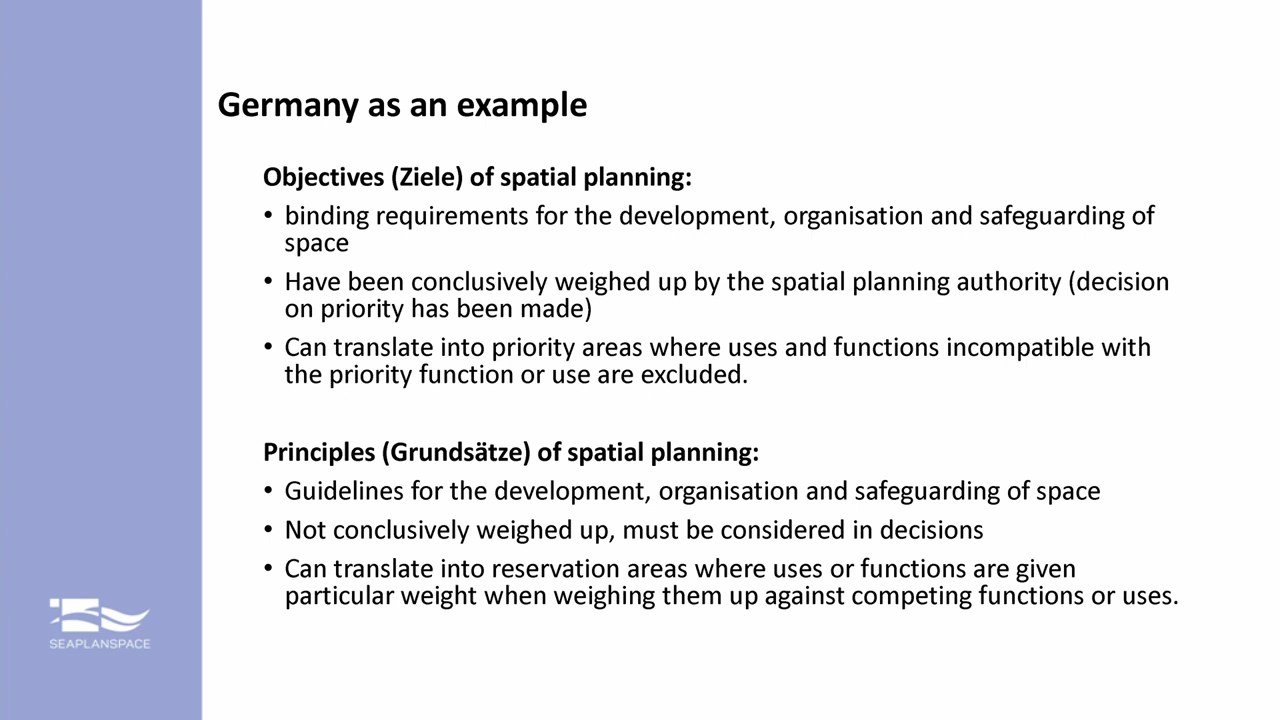 Germany as an example
Objectives (Ziele) of spatial planning:
• binding requirements for the development, organisation and safeguarding of
space
• Have been conclusively weighed up by the spatial planning authority (decision
on priority has been made)
• Can translate into priority areas where uses and functions incompatible with
the priority function or use are excluded.
Principles (Grundsätze) of spatial planning:
• Guidelines for the development, organisation and safeguarding of space
• Not conclusively weighed up, must be considered in decisions
• Can translate into reservation areas where uses or functions are given
particular weight when weighing them up against competing functions or uses.
SEAPLANSPACE